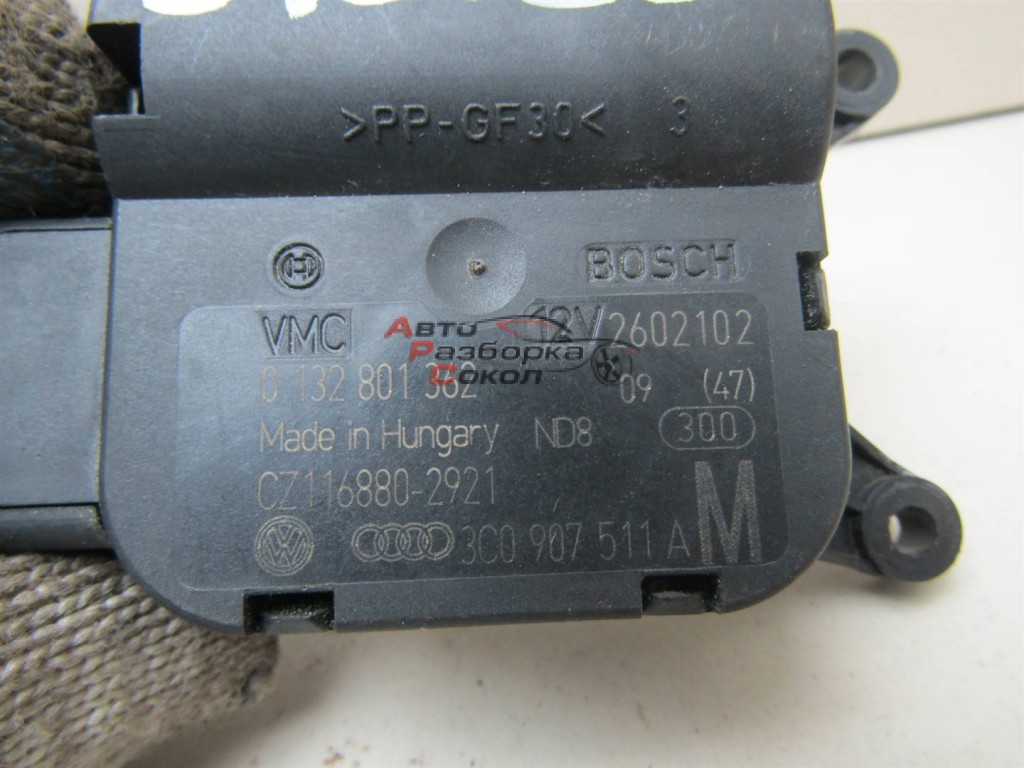 >PP-GF30< 3
BOSCH
VMC 12V 2602102
0 132 801 362 09 (47)
Made in Hungary ND8 300
CZ116880-2921
3C0 907 511 A M
Авто
Разборка
Сокол